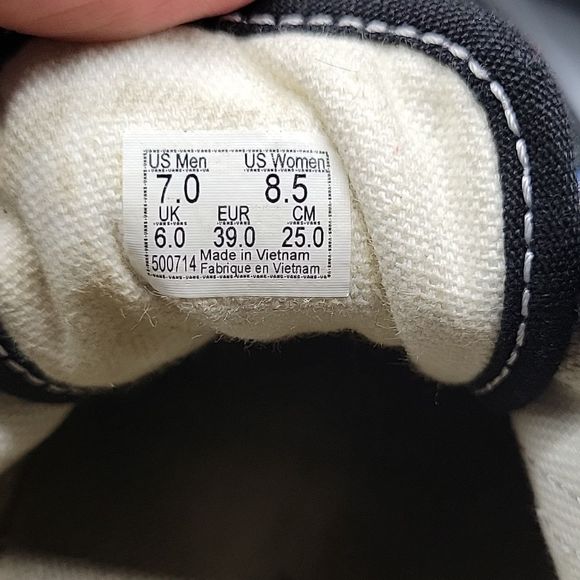 US Men US Women
7.0 8.5
UK EUR CM
6.0 39.0 25.0
500714 Made in Vietnam
Fabrique en Vietnam